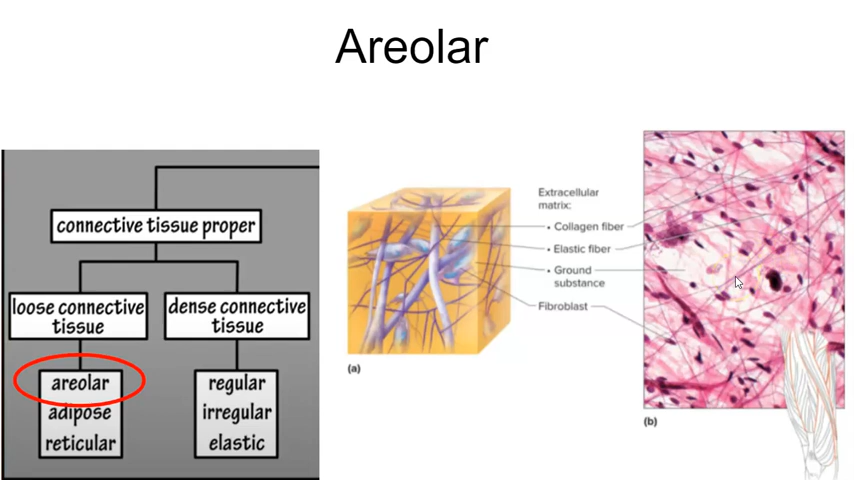 Areolar
connective tissue proper
loose connective
tissue
dense connective
tissue
areolar
adipose
reticular
regular
irregular
elastic
Extracellular
matrix:
• Collagen fiber
• Elastic fiber
• Ground
substance
Fibroblast
(a)
(b)